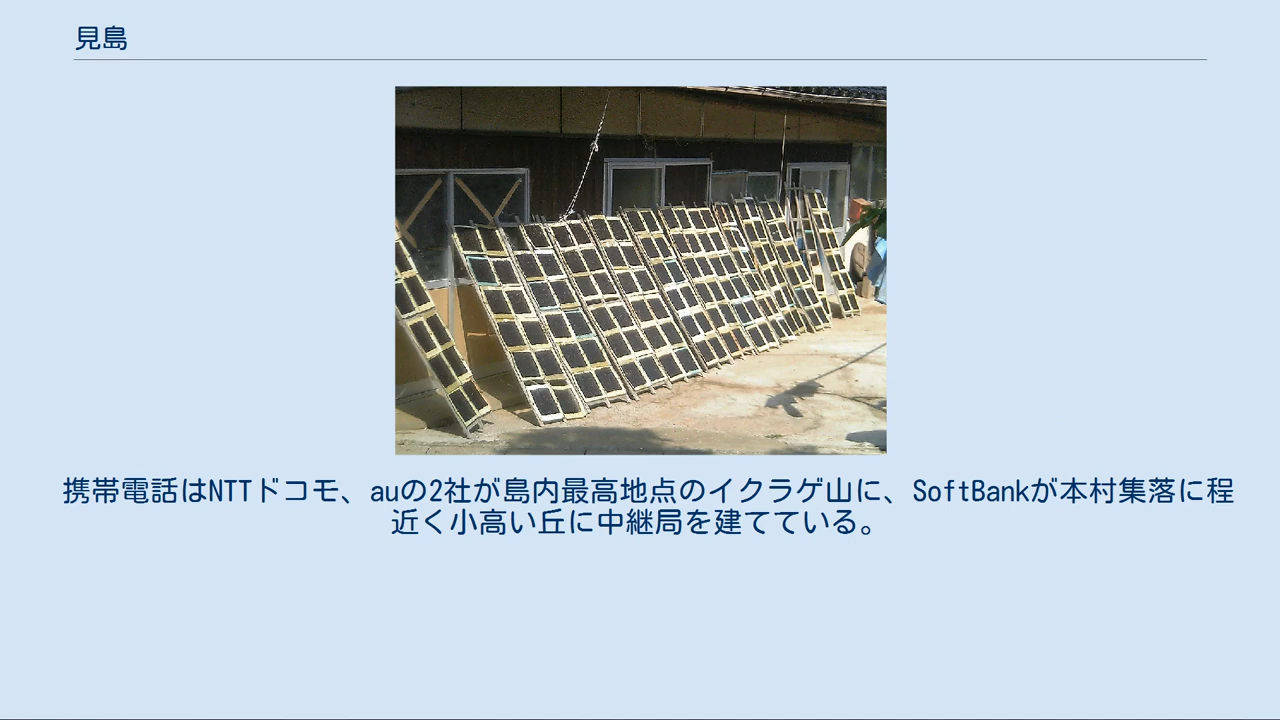 見島
携帯電話はNTTドコモ、auの2社が島内最高地点のイクラゲ山に、SoftBankが本村集落に程
近く小高い丘に中継局を建てている。